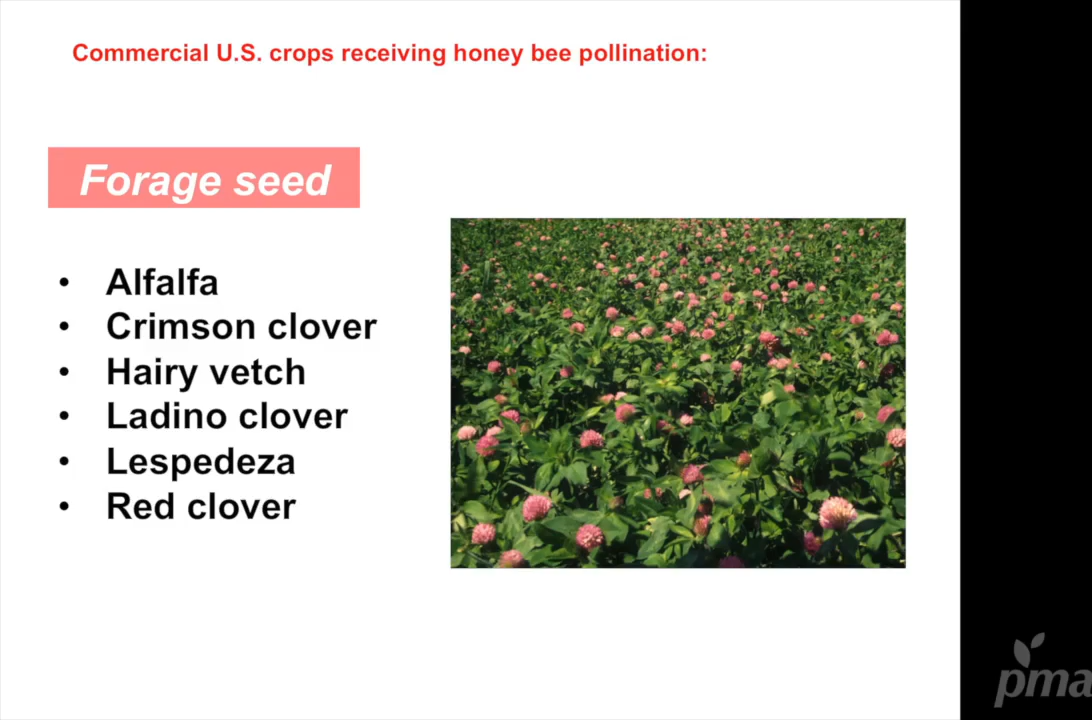 Commercial U.S. crops receiving honey bee pollination:
Forage seed
• Alfalfa
• Crimson clover
• Hairy vetch
• Ladino clover
• Lespedeza
• Red clover
pma